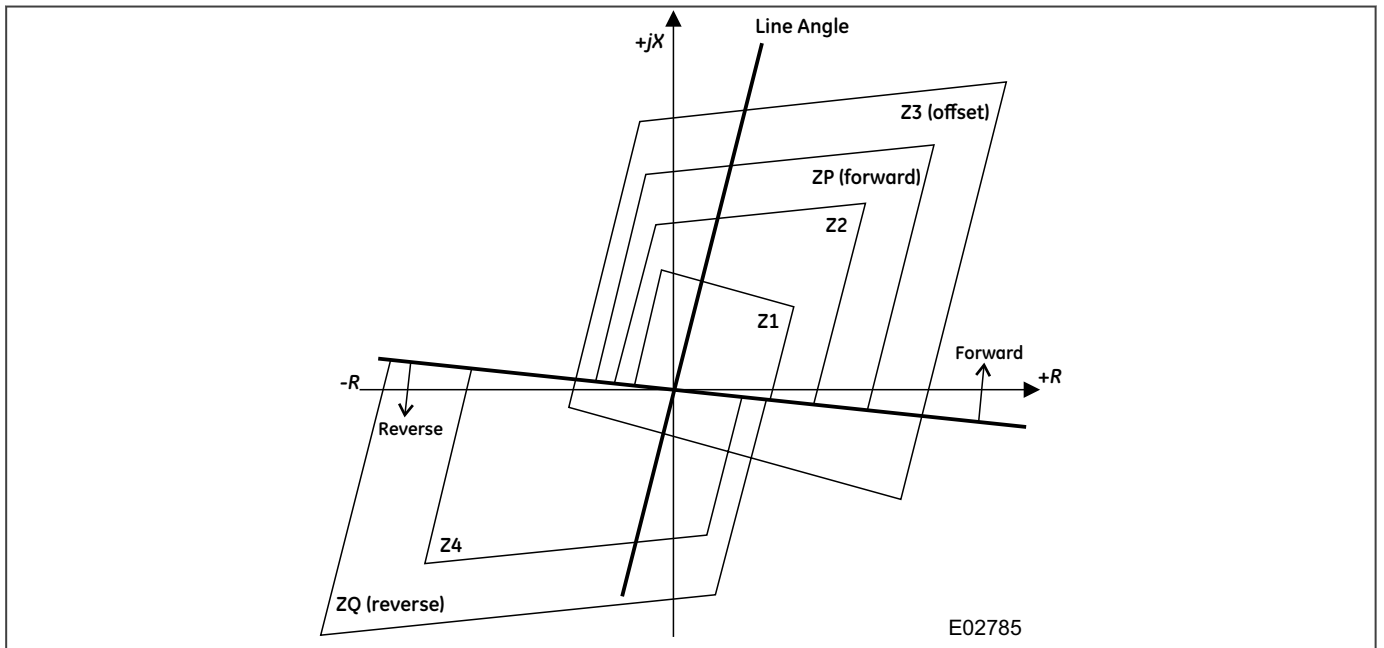 Line Angle
+jX
Z3 (offset)
ZP (forward)
Z2
Z1
Forward
-R
+R
Reverse
Z4
ZQ (reverse)
E02785